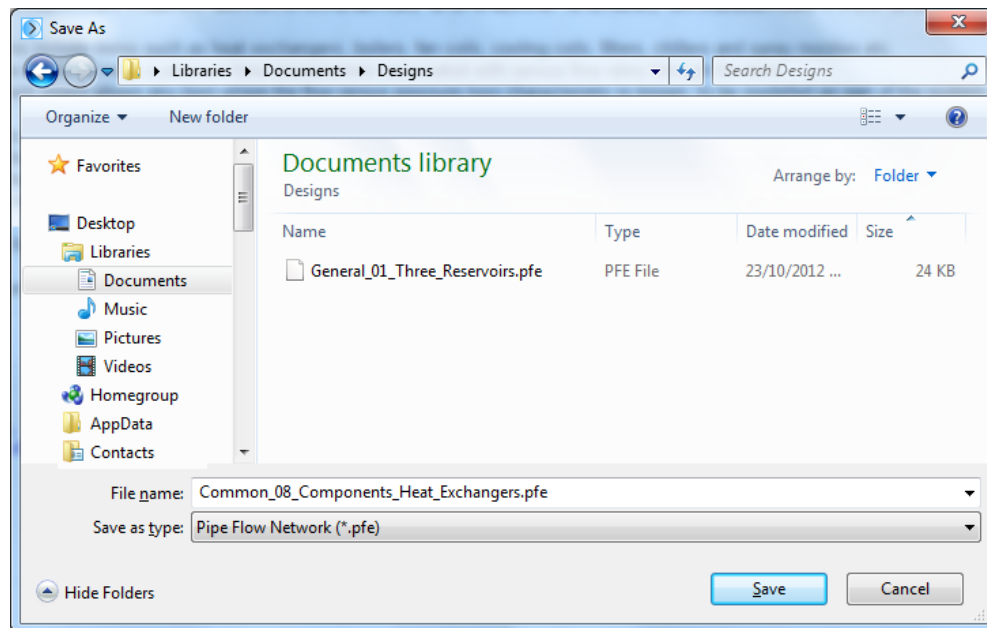 Save As
Libraries Documents Designs Search Designs
Organize New folder
Favorites
Desktop
Libraries
Documents
Music
Pictures
Videos
Homegroup
AppData
Contacts
Documents library
Designs
Arrange by: Folder
Name Type Date modified Size
General_01_Three_Reservoirs.pfe PFE File 23/10/2012 ... 24 KB
File name: Common_08_Components_Heat_Exchangers.pfe
Save as type: Pipe Flow Network (*.pfe)
Hide Folders Save Cancel